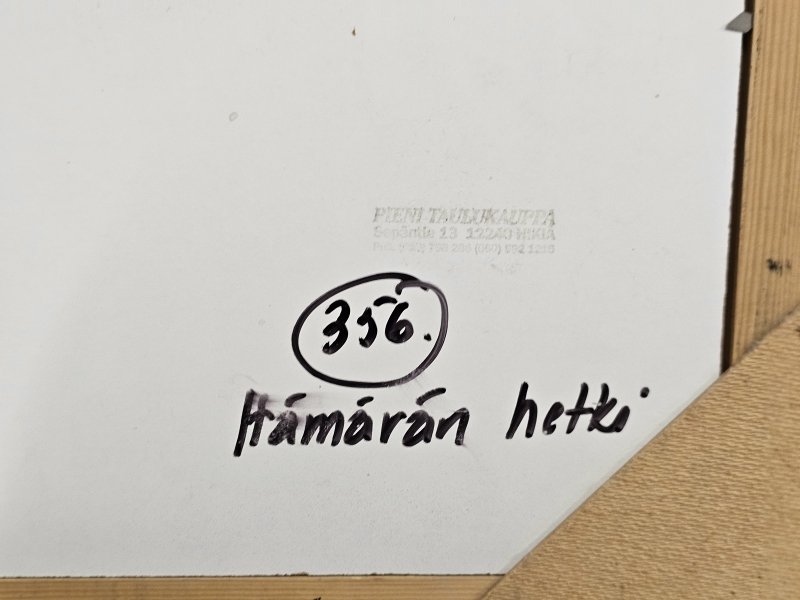 PIENI TAULUKAUPPA
Sepäntie 13 12240 HIKIÄ
356.
Hämärän hetki